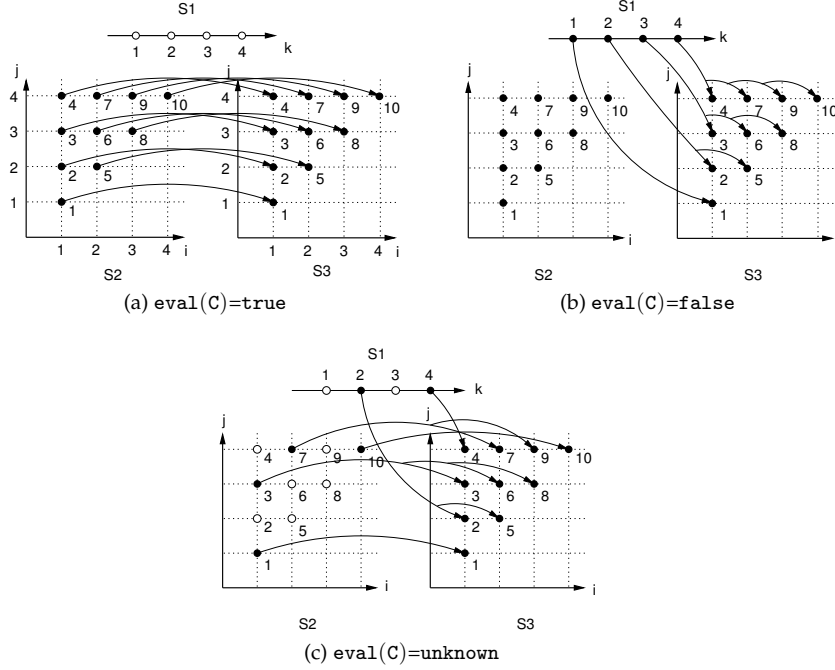 S1
1 2 3 4 k
j j
4 4 7 9 10 4 4 7 9 10
3 3 6 8 3 3 6 8
2 2 5 2 2 5
1 1 1 1
1 2 3 4 i 1 2 3 4 i
S2 S3
(a) eval(C)=true
S1
1 2 3 4 k
j j
4 7 9 10 4 7 9 10
3 6 8 3 6 8
2 5 2 5
1 1
i i
S2 S3
(b) eval(C)=false
S1
1 2 3 4 k
j j
4 7 9 10 4 7 9 10
3 6 8 3 6 8
2 5 2 5
1 1
i i
S2 S3
(c) eval(C)=unknown